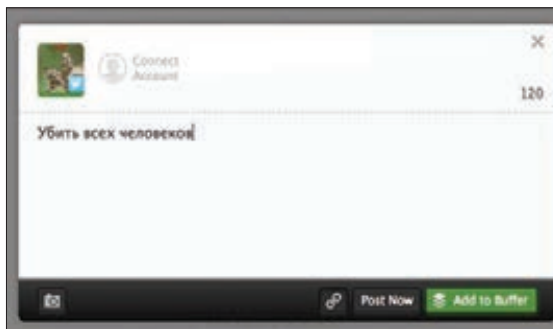 Connect
Account
120
Убить всех человеков
Post Now
Add to Buffer